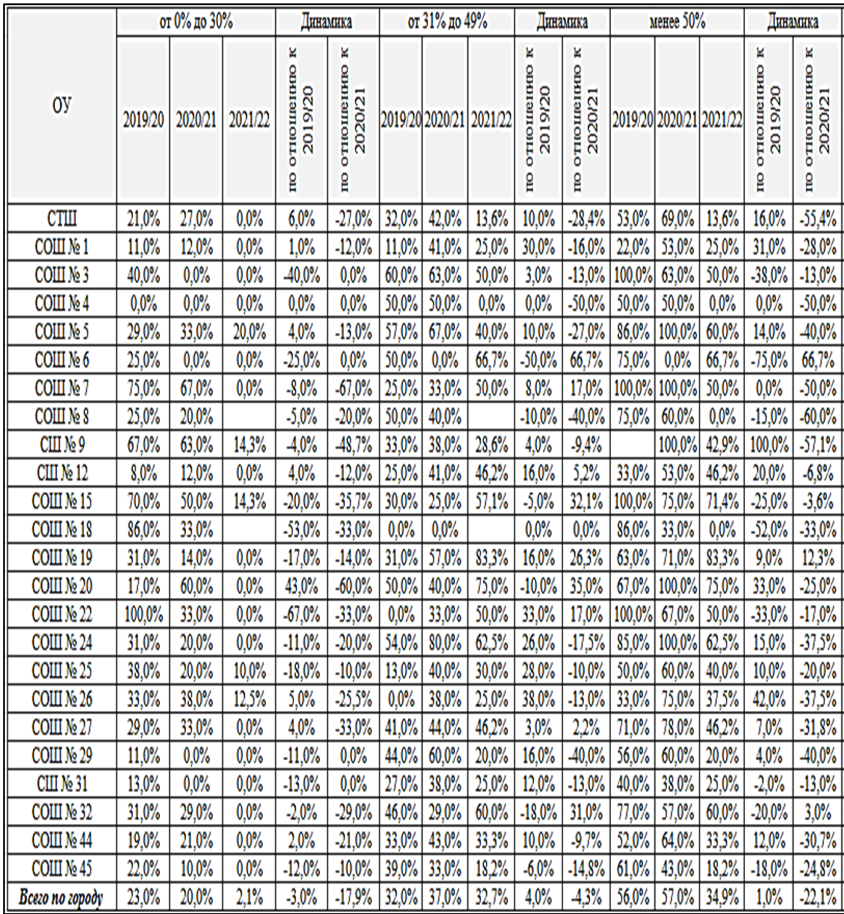 от 0% до 30% Динамика от 31% до 49% Динамика менее 50% Динамика
ОУ 2019/20 2020/21 2021/22 по отношению к 2019/20 по отношению к 2020/21 2019/20 2020/21 2021/22 по отношению к 2019/20 по отношению к 2020/21 2019/20 2020/21 2021/22 по отношению к 2019/20 по отношению к 2020/21
СТШ 21,0% 27,0% 0,0% 6,0% -27,0% 32,0% 42,0% 13,6% 10,0% -28,4% 53,0% 69,0% 13,6% 16,0% -55,4%
СОШ № 1 11,0% 12,0% 0,0% 1,0% -12,0% 11,0% 41,0% 25,0% 30,0% -16,0% 22,0% 53,0% 25,0% 31,0% -28,0%
СОШ № 3 40,0% 0,0% 0,0% -40,0% 0,0% 60,0% 63,0% 50,0% 3,0% -13,0% 100,0% 63,0% 50,0% -38,0% -13,0%
СОШ № 4 0,0% 0,0% 0,0% 0,0% 0,0% 50,0% 50,0% 0,0% 0,0% -50,0% 50,0% 50,0% 0,0% 0,0% -50,0%
СОШ № 5 29,0% 33,0% 20,0% 4,0% -13,0% 57,0% 67,0% 40,0% 10,0% -27,0% 86,0% 100,0% 60,0% 14,0% -40,0%
СОШ № 6 25,0% 0,0% 0,0% -25,0% 0,0% 50,0% 0,0% 66,7% -50,0% 66,7% 75,0% 0,0% 66,7% -75,0% 66,7%
СОШ № 7 75,0% 67,0% 0,0% -8,0% -67,0% 25,0% 33,0% 50,0% 8,0% 17,0% 100,0% 100,0% 50,0% 0,0% -50,0%
СОШ № 8 25,0% 20,0% -5,0% -20,0% 50,0% 40,0% -10,0% -40,0% 75,0% 60,0% 0,0% -15,0% -60,0%
СШ № 9 67,0% 63,0% 14,3% -4,0% -48,7% 33,0% 38,0% 28,6% 4,0% -9,4% 100,0% 42,9% 100,0% -57,1%
СШ № 12 8,0% 12,0% 0,0% 4,0% -12,0% 25,0% 41,0% 46,2% 16,0% 5,2% 33,0% 53,0% 46,2% 20,0% -6,8%
СОШ № 15 70,0% 50,0% 14,3% -20,0% -35,7% 30,0% 25,0% 57,1% -5,0% 32,1% 100,0% 75,0% 71,4% -25,0% -3,6%
СОШ № 18 86,0% 33,0% -53,0% -33,0% 0,0% 0,0% 0,0% 0,0% 86,0% 33,0% 0,0% -52,0% -33,0%
СОШ № 19 31,0% 14,0% 0,0% -17,0% -14,0% 31,0% 57,0% 83,3% 16,0% 26,3% 63,0% 71,0% 83,3% 9,0% 12,3%
СОШ № 20 17,0% 60,0% 0,0% 43,0% -60,0% 50,0% 40,0% 75,0% -10,0% 35,0% 67,0% 100,0% 75,0% 33,0% -25,0%
СОШ № 22 100,0% 33,0% 0,0% -67,0% -33,0% 0,0% 33,0% 50,0% 33,0% 17,0% 100,0% 67,0% 50,0% -33,0% -17,0%
СОШ № 24 31,0% 20,0% 0,0% -11,0% -20,0% 54,0% 80,0% 62,5% 26,0% -17,5% 85,0% 100,0% 62,5% 15,0% -37,5%
СОШ № 25 38,0% 20,0% 10,0% -18,0% -10,0% 13,0% 40,0% 30,0% 28,0% -10,0% 50,0% 60,0% 40,0% 10,0% -20,0%
СОШ № 26 33,0% 38,0% 12,5% 5,0% -25,5% 0,0% 38,0% 25,0% 38,0% -13,0% 33,0% 75,0% 37,5% 42,0% -37,5%
СОШ № 27 29,0% 33,0% 0,0% 4,0% -33,0% 41,0% 44,0% 46,2% 3,0% 2,2% 71,0% 78,0% 46,2% 7,0% -31,8%
СОШ № 29 11,0% 0,0% 0,0% -11,0% 0,0% 44,0% 60,0% 20,0% 16,0% -40,0% 56,0% 60,0% 20,0% 4,0% -40,0%
СШ № 31 13,0% 0,0% 0,0% -13,0% 0,0% 27,0% 38,0% 25,0% 12,0% -13,0% 40,0% 38,0% 25,0% -2,0% -13,0%
СОШ № 32 31,0% 29,0% 0,0% -2,0% -29,0% 46,0% 29,0% 60,0% -18,0% 31,0% 77,0% 57,0% 60,0% -20,0% 3,0%
СОШ № 44 19,0% 21,0% 0,0% 2,0% -21,0% 33,0% 43,0% 33,3% 10,0% -9,7% 52,0% 64,0% 33,3% 12,0% -30,7%
СОШ № 45 22,0% 10,0% 0,0% -12,0% -10,0% 39,0% 33,0% 18,2% -6,0% -14,8% 61,0% 43,0% 18,2% -18,0% -24,8%
Всего по городу 23,0% 20,0% 2,1% -3,0% -17,9% 32,0% 37,0% 32,7% 4,0% -4,3% 56,0% 57,0% 34,9% 1,0% -22,1%